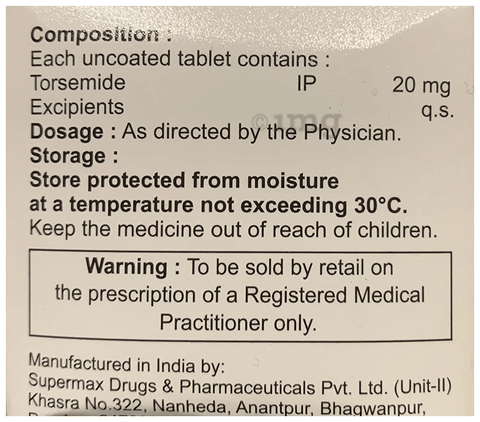 Composition :
Each uncoated tablet contains :
Torsemide IP 20 mg
Excipients q.s.
©1mg
Dosage : As directed by the Physician.
Storage :
Store protected from moisture
at a temperature not exceeding 30°C.
Keep the medicine out of reach of children.
Warning : To be sold by retail on
the prescription of a Registered Medical
Practitioner only.
Manufactured in India by:
Supermax Drugs & Pharmaceuticals Pvt. Ltd. (Unit-II)
Khasra No.322, Nanheda, Anantpur, Bhagwanpur,